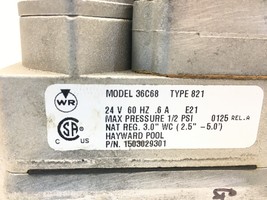 WR
MODEL 36C68 TYPE 821
24 V 60 HZ .6 A E21
MAX PRESSURE 1/2 PSI 0125 REL.A
NAT REG. 3.0" WC (2.5" -5.0")
HAYWARD POOL
P/N. 1503029301
CSA
C US